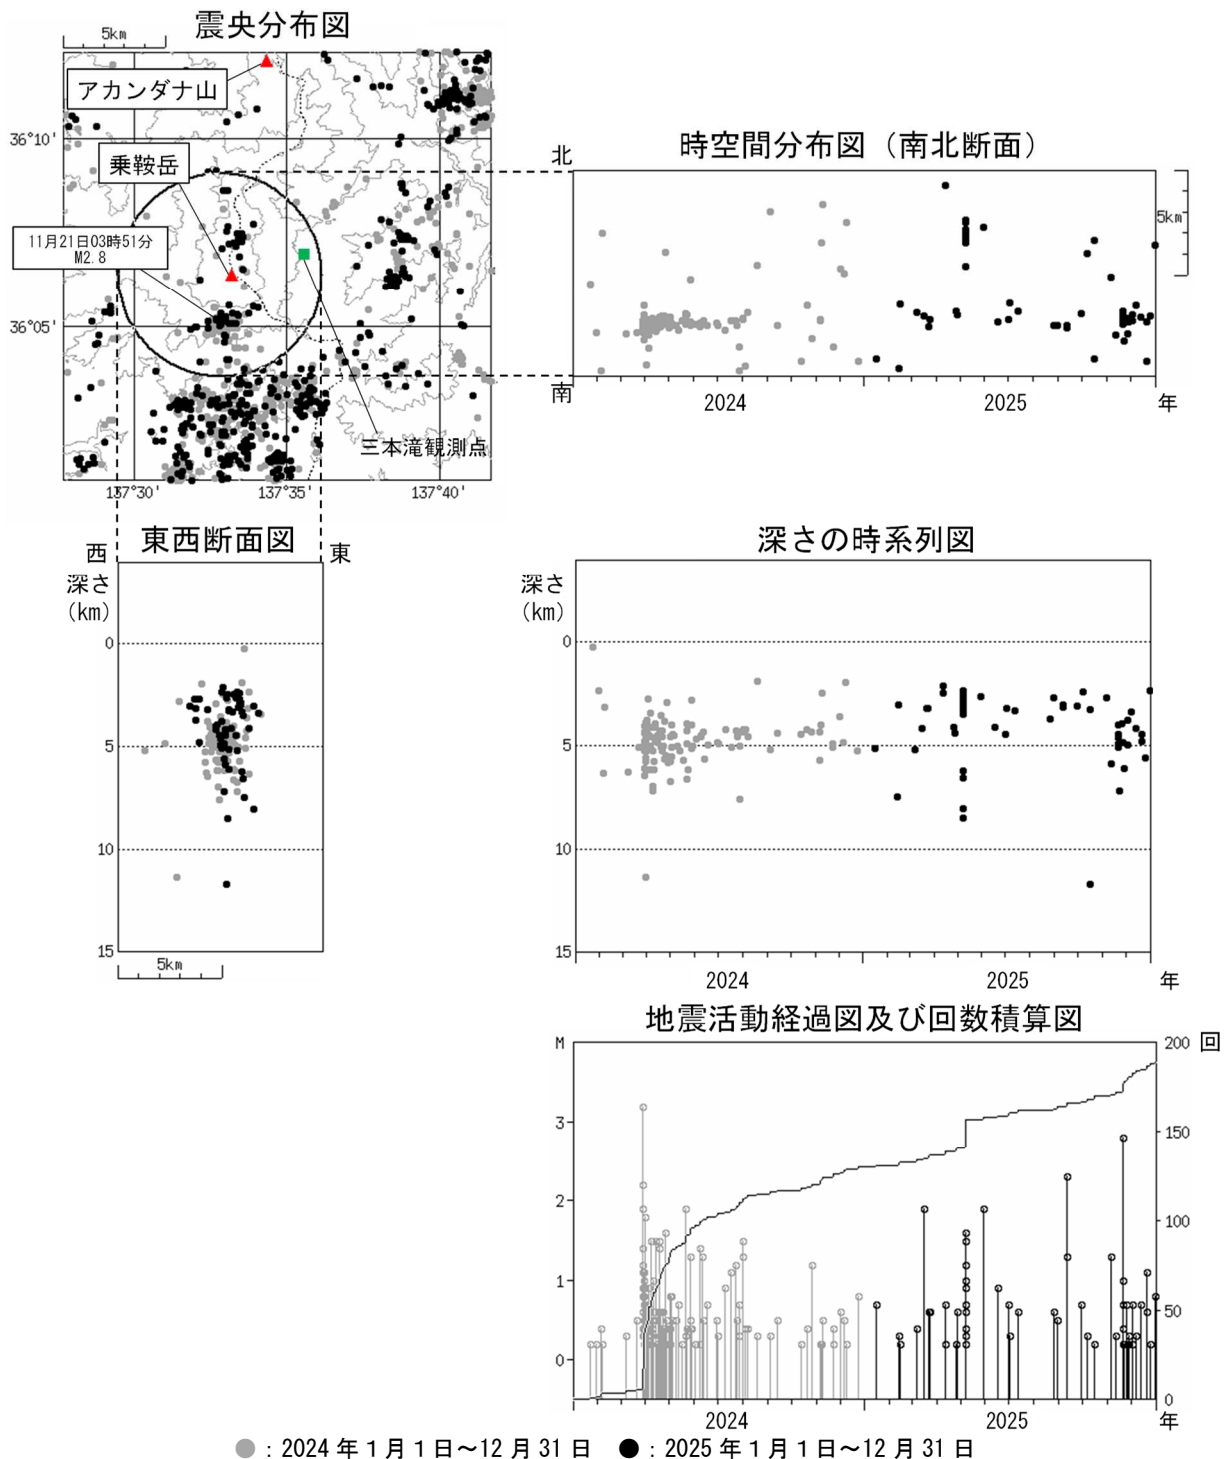 震央分布図
5km
アカンダナ山
36°10'
乗鞍岳
11月21日03時51分
M2.8
36°05'
三本滝観測点
137°30'
137°35'
137°40'
時空間分布図（南北断面）
北
5km
南
2024
2025
年
東西断面図
西
東
深さ
(km)
0
5
10
15
5km
深さの時系列図
深さ
(km)
0
5
10
15
2024
2025
年
地震活動経過図及び回数積算図
M
200 回
3
150
2
100
1
50
0
0
2024
2025
年
●：2024年1月1日～12月31日 ●：2025年1月1日～12月31日